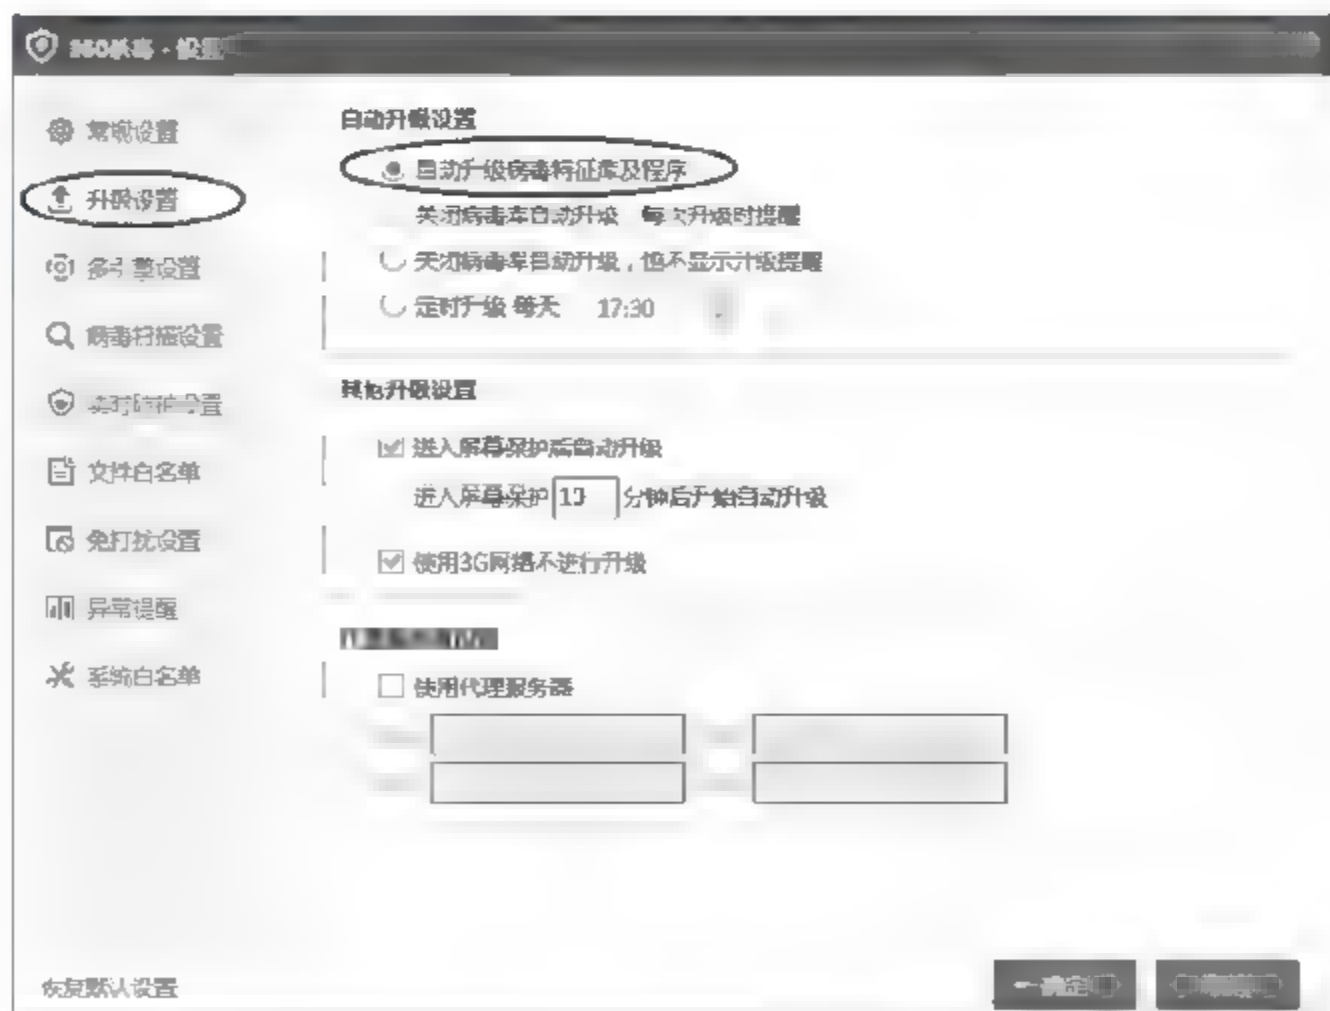 360杀毒 - 设置
常规设置
升级设置
多引擎设置
病毒扫描设置
实时防护设置
文件白名单
免打扰设置
异常提醒
系统白名单
自动升级设置
自动升级病毒特征库及程序
关闭病毒库自动升级 每次升级时提醒
关闭病毒库自动升级，也不显示升级提醒
定时升级 每天 17:30
其他升级设置
进入屏幕保护后自动升级
进入屏幕保护 10 分钟后开始自动升级
使用3G网络不进行升级
使用代理服务器
恢复默认设置
确定